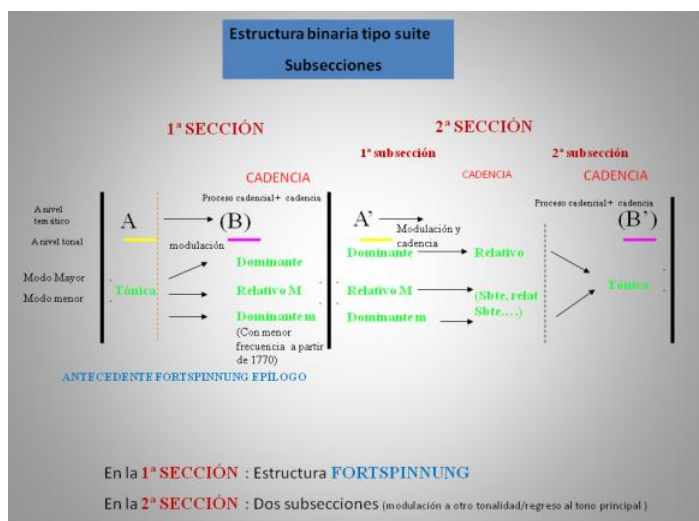 Estructura binaria tipo suite
Subsecciones
1ª SECCIÓN
2ª SECCIÓN
1ª subsección
2ª subsección
CADENCIA
CADENCIA
CADENCIA
Proceso cadencial+ cadencia
Proceso cadencial+ cadencia
A nivel
temático
A
(B)
A’
(B’)
Modulación y
cadencia
A nivel tonal
modulación
Dominante
Dominante
Relativo
Modo Mayor
Modo menor
Tónica
Relativo M
Relativo M
(Sbte, relat
Sbte….,)
Tónica
Dominante m
Dominante m
(Con menor
frecuencia a partir
de 1770)
ANTECEDENTE FORTSPINNUNG EPÍLOGO
En la 1ª SECCIÓN : Estructura FORTSPINNUNG
En la 2ª SECCIÓN : Dos subsecciones (modulación a otro tonalidad/regreso al tono principal )